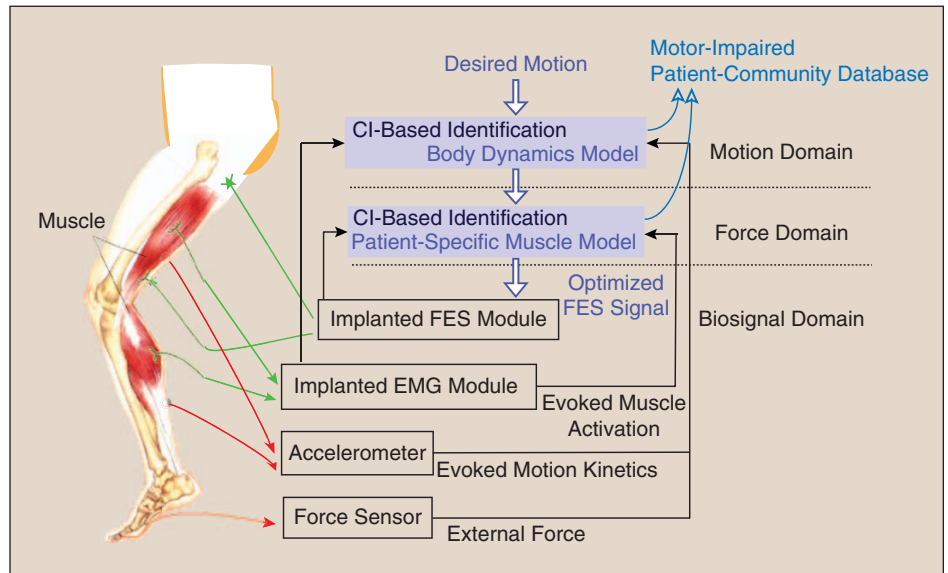 Desired Motion
Motor-Impaired
Patient-Community Database
CI-Based Identification
Body Dynamics Model
Motion Domain
Muscle
CI-Based Identification
Patient-Specific Muscle Model
Force Domain
Optimized
FES Signal
Implanted FES Module
Biosignal Domain
Implanted EMG Module
Evoked Muscle
Activation
Accelerometer
Evoked Motion Kinetics
Force Sensor
External Force